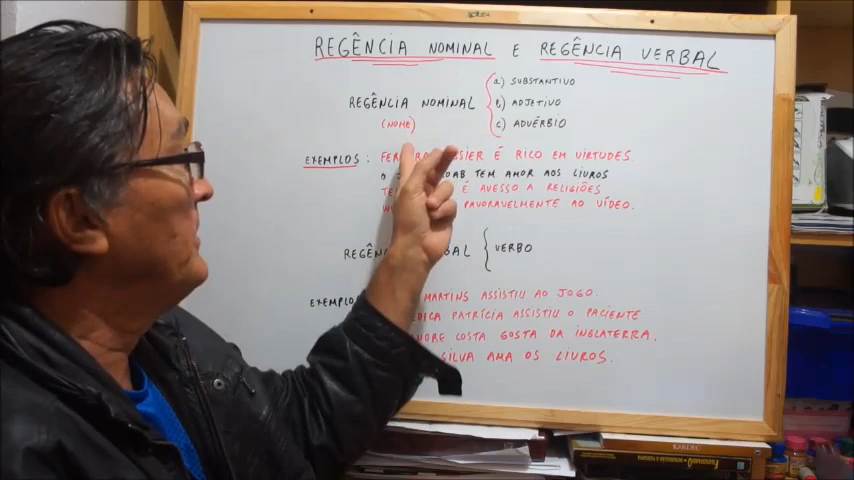 REGÊNCIA NOMINAL E REGÊNCIA VERBAL
a) SUBSTANTIVO
REGÊNCIA NOMINAL b) ADJETIVO
(NOME) c) ADVÉRBIO
EXEMPLOS: É RICO EM VIRTUDES.
O TEM AMOR AOS LIVROS
É AVESSO A RELIGIÕES
FAVORAVELMENTE AO VÍDEO.
VERBO
MARTINS ASSISTIU AO JOGO.
PATRÍCIA ASSISTIU O PACIENTE
COSTA GOSTA DA INGLATERRA.
SILVA AMA OS LIVROS.